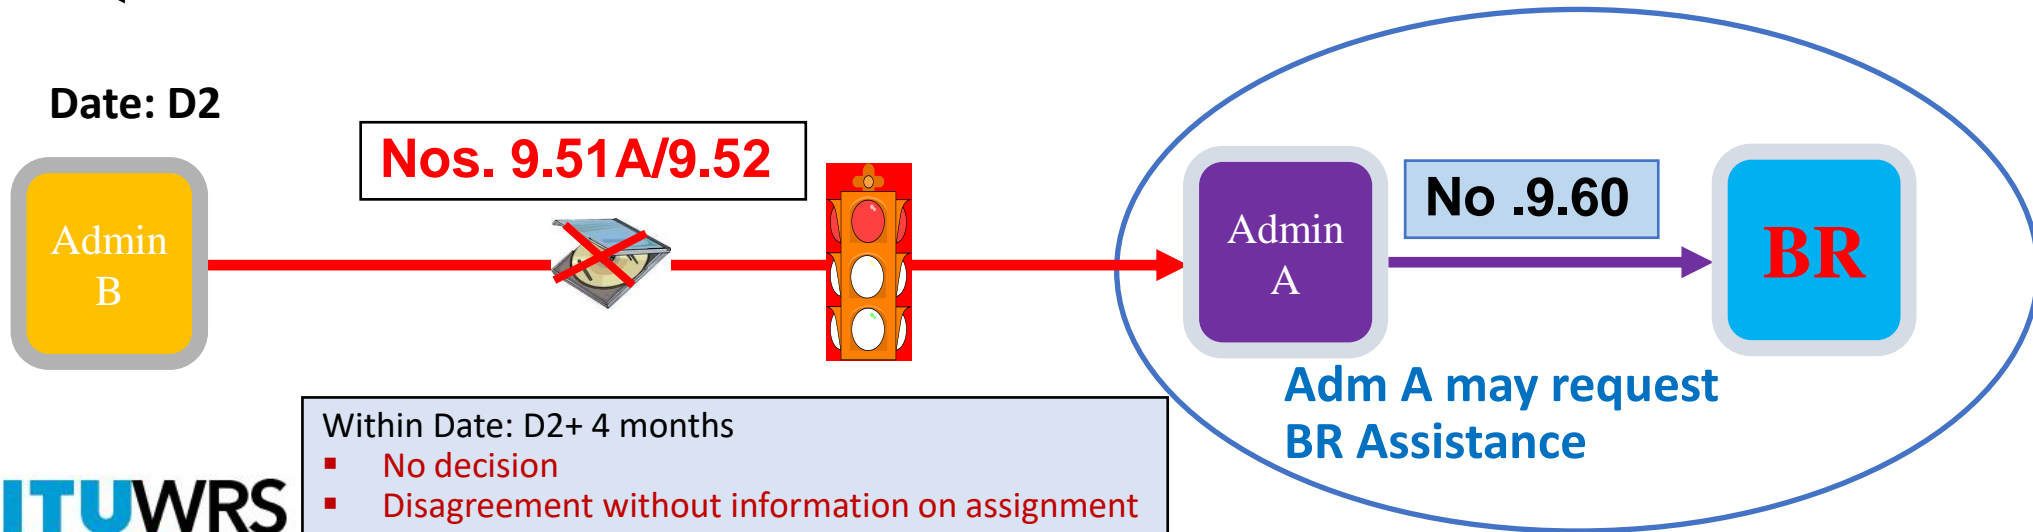 Date: D2
Nos. 9.51A/9.52
Admin
B
Admin
A
No .9.60
BR
Adm A may request
BR Assistance
Within Date: D2+ 4 months
▪ No decision
▪ Disagreement without information on assignment
ITUWRS